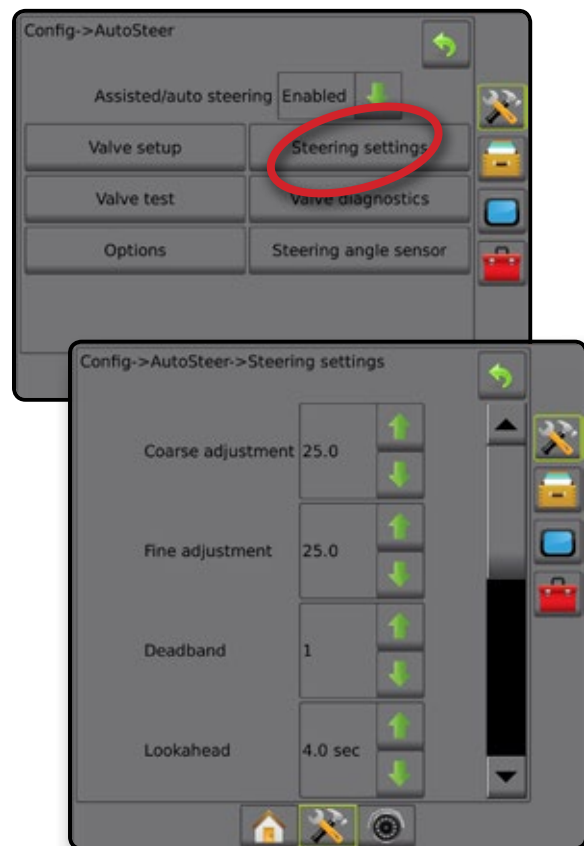 Config->AutoSteer
Assisted/auto steering Enabled
Valve setup Steering settings
Valve test Valve diagnostics
Options Steering angle sensor
Config->AutoSteer->Steering settings
Coarse adjustment 25.0
Fine adjustment 25.0
Deadband 1
Lookahead 4.0 sec